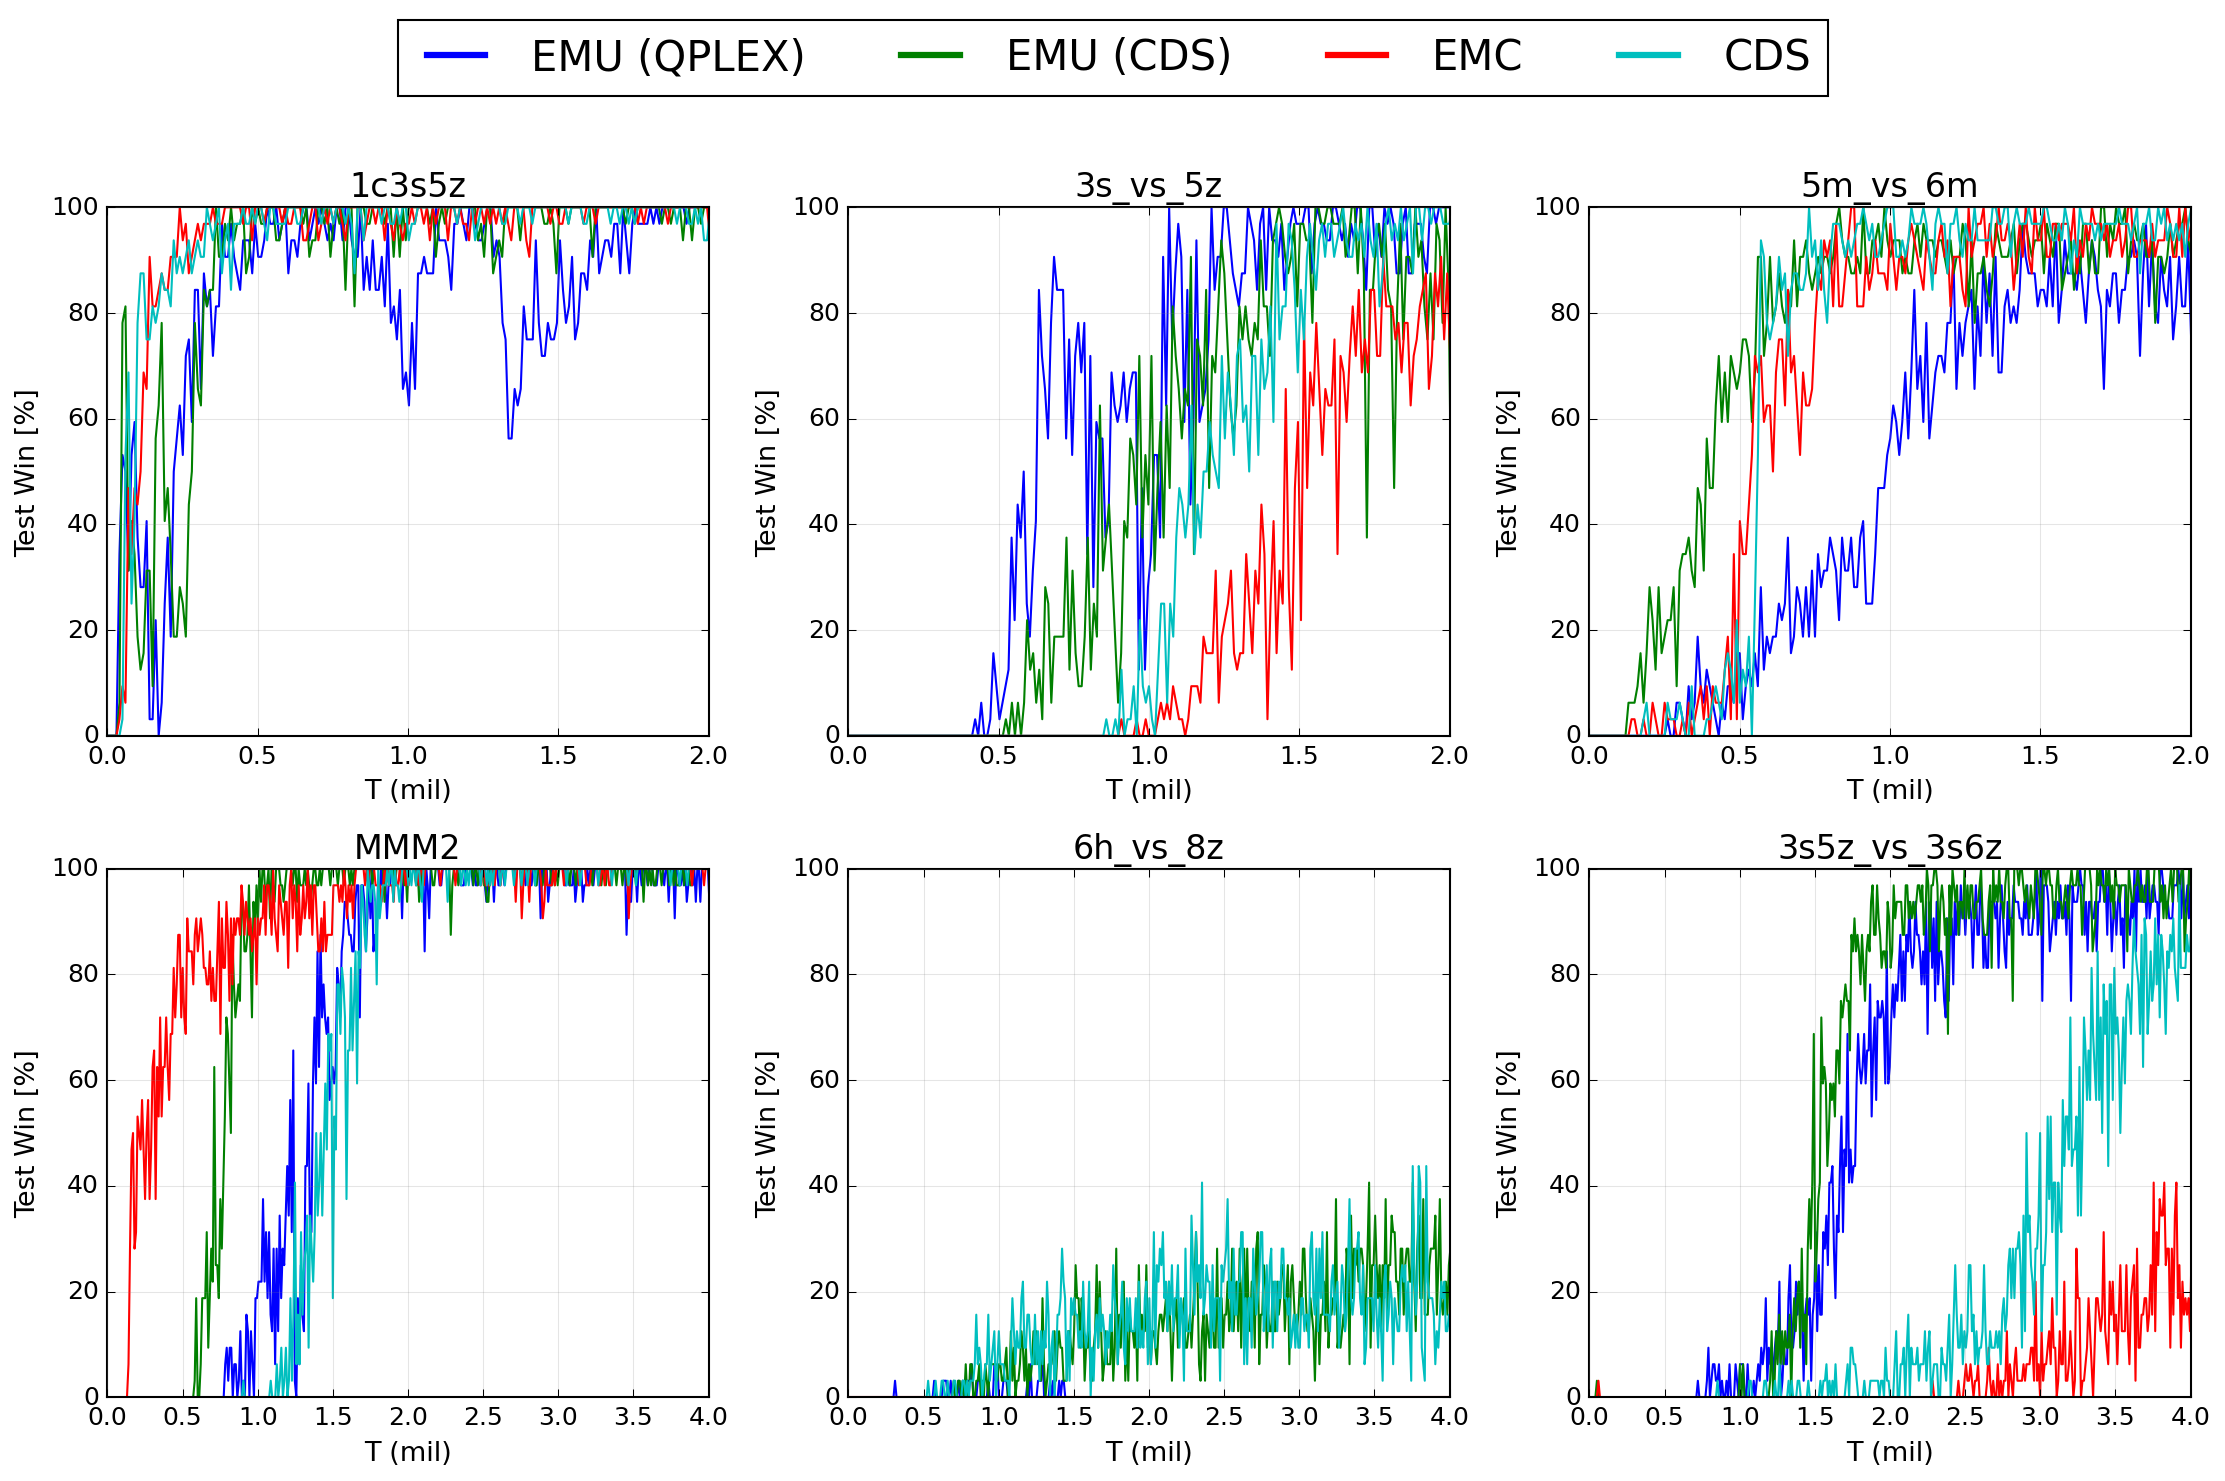 EMU (QPLEX) EMU (CDS) EMC CDS
1c3s5z 3s_vs_5z 5m_vs_6m
100 100 100
80 80 80
60 60 60
40 40 40
20 20 20
0 0 0
Test Win [%] Test Win [%] Test Win [%]
0.0 0.5 1.0 1.5 2.0 0.0 0.5 1.0 1.5 2.0 0.0 0.5 1.0 1.5 2.0
T (mil) T (mil) T (mil)
MMM2 6h_vs_8z 3s5z_vs_3s6z
100 100 100
80 80 80
60 60 60
40 40 40
20 20 20
0 0 0
Test Win [%] Test Win [%] Test Win [%]
0.0 0.5 1.0 1.5 2.0 2.5 3.0 3.5 4.0 0.0 0.5 1.0 1.5 2.0 2.5 3.0 3.5 4.0 0.0 0.5 1.0 1.5 2.0 2.5 3.0 3.5 4.0
T (mil) T (mil) T (mil)